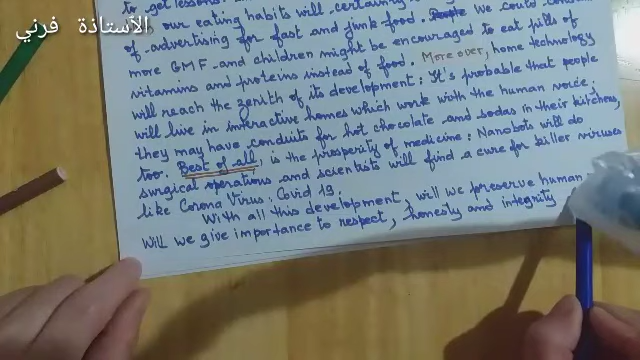 الأستاذة فرني
to get lessons
our eating habits will certainly
of advertising for fast and junk food. We could
more GMF and children might be encouraged to eat pills of
vitamins and proteins instead of food. More over, home technology
will reach the zenith of its development: It's probable that people
will live in interactive homes which work with the human voice.
they may have conduits for hot chocolate and sodas in their kitchens,
too. Best of all, is the prosperity of medicine: Nanobots will do
surgical operations and scientists will find a cure for killer viruses
like Corona Virus: Covid 19.
With all this development, will we preserve human
Will we give importance to respect, honesty and integrity